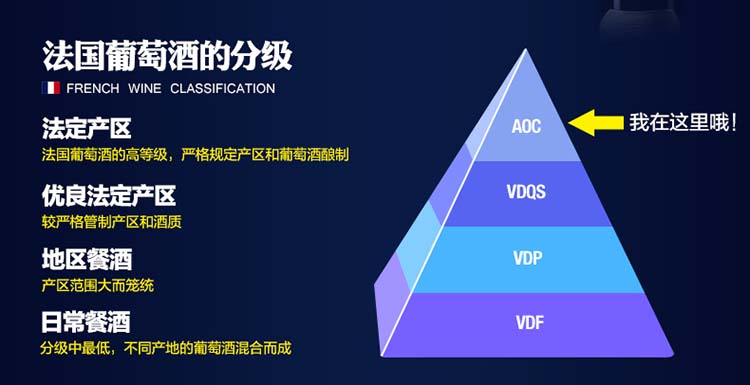 法国葡萄酒的分级
FRENCH WINE CLASSIFICATION
法定产区
法国葡萄酒的高等级，严格规定产区和葡萄酒酿制
优良法定产区
较严格管制产区和酒质
地区餐酒
产区范围大而笼统
日常餐酒
分级中最低，不同产地的葡萄酒混合而成
AOC
我在这里哦！
VDQS
VDP
VDF